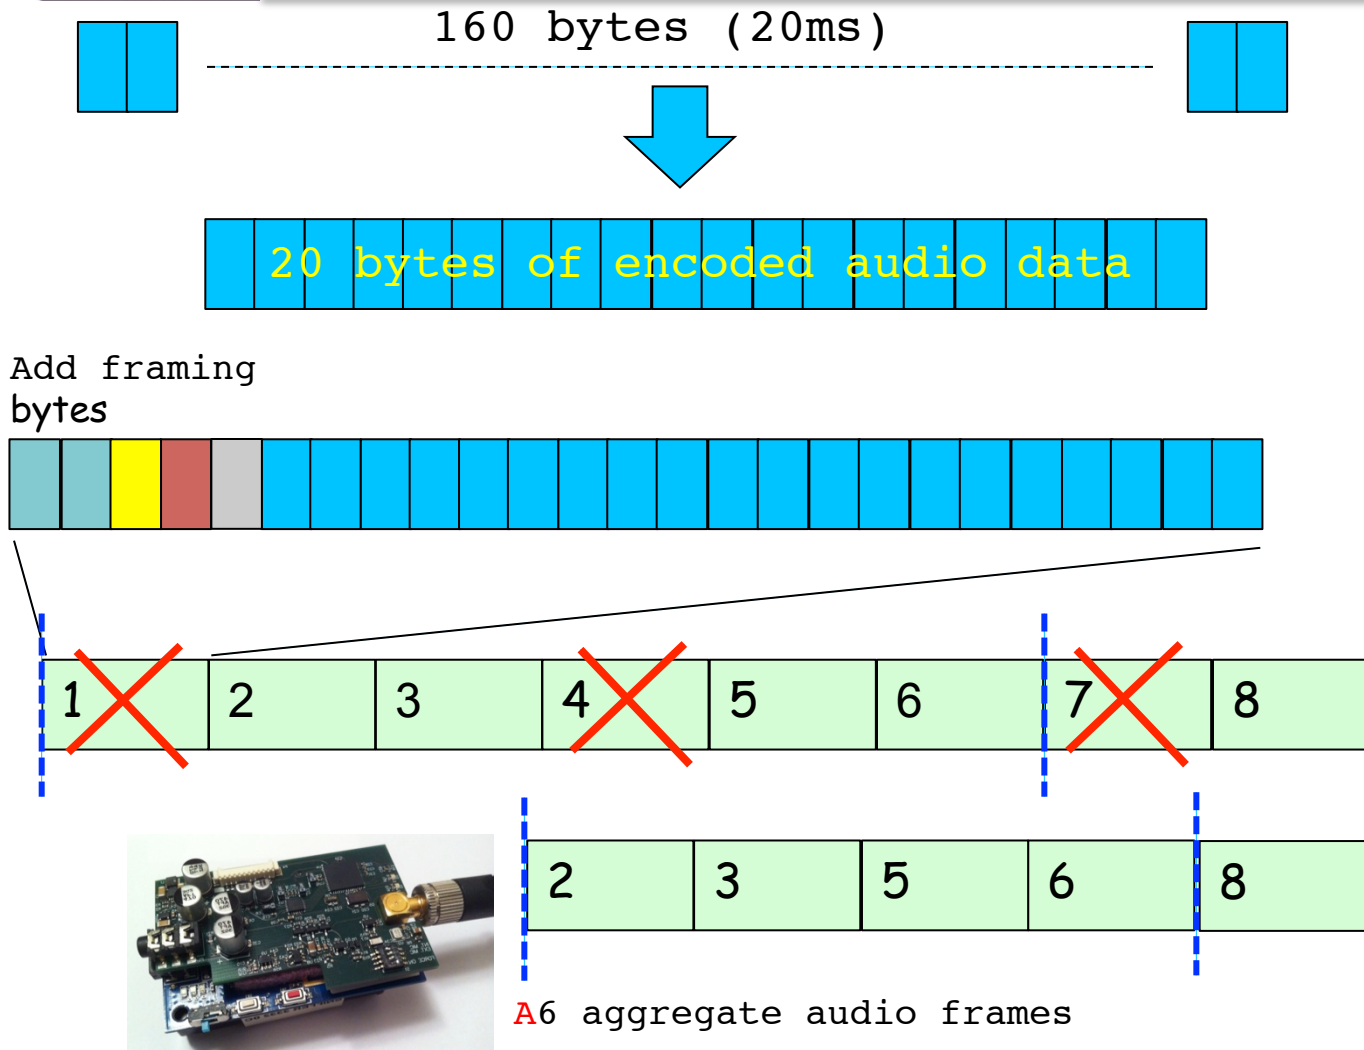 160 bytes (20ms)
20 bytes of encoded audio data
Add framing
bytes
1 2 3 4 5 6 7 8
2 3 5 6 8
A6 aggregate audio frames